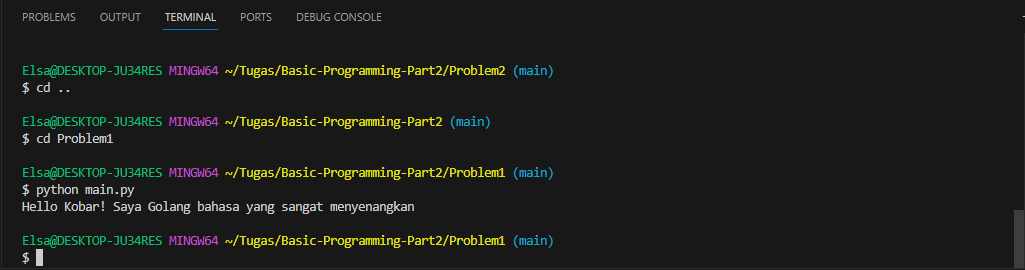 PROBLEMS OUTPUT TERMINAL PORTS DEBUG CONSOLE
Elsa@DESKTOP-JU34RES MINGW64 ~/Tugas/Basic-Programming-Part2/Problem2 (main)
$ cd ..
Elsa@DESKTOP-JU34RES MINGW64 ~/Tugas/Basic-Programming-Part2 (main)
$ cd Problem1
Elsa@DESKTOP-JU34RES MINGW64 ~/Tugas/Basic-Programming-Part2/Problem1 (main)
$ python main.py
Hello Kobar! Saya Golang bahasa yang sangat menyenangkan
Elsa@DESKTOP-JU34RES MINGW64 ~/Tugas/Basic-Programming-Part2/Problem1 (main)
$